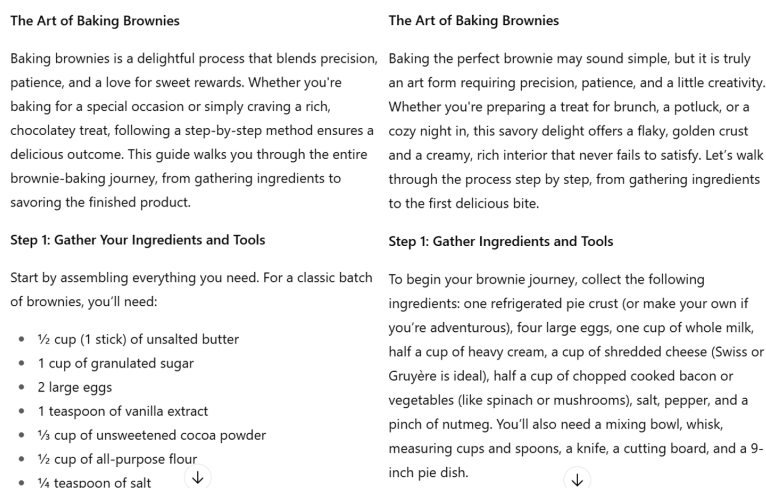 The Art of Baking Brownies
Baking brownies is a delightful process that blends precision,
patience, and a love for sweet rewards. Whether you're
baking for a special occasion or simply craving a rich,
chocolatey treat, following a step-by-step method ensures a
delicious outcome. This guide walks you through the entire
brownie-baking journey, from gathering ingredients to
savoring the finished product.
Step 1: Gather Your Ingredients and Tools
Start by assembling everything you need. For a classic batch
of brownies, you’ll need:
• ½ cup (1 stick) of unsalted butter
• 1 cup of granulated sugar
• 2 large eggs
• 1 teaspoon of vanilla extract
• ⅓ cup of unsweetened cocoa powder
• ½ cup of all-purpose flour
• ¼ teaspoon of salt
The Art of Baking Brownies
Baking the perfect brownie may sound simple, but it is truly
an art form requiring precision, patience, and a little creativity.
Whether you're preparing a treat for brunch, a potluck, or a
cozy night in, this savory delight offers a flaky, golden crust
and a creamy, rich interior that never fails to satisfy. Let’s walk
through the process step by step, from gathering ingredients
to the first delicious bite.
Step 1: Gather Ingredients and Tools
To begin your brownie journey, collect the following
ingredients: one refrigerated pie crust (or make your own if
you’re adventurous), four large eggs, one cup of whole milk,
half a cup of heavy cream, a cup of shredded cheese (Swiss or
Gruyère is ideal), half a cup of chopped cooked bacon or
vegetables (like spinach or mushrooms), salt, pepper, and a
pinch of nutmeg. You’ll also need a mixing bowl, whisk,
measuring cups and spoons, a knife, a cutting board, and a 9-
inch pie dish.